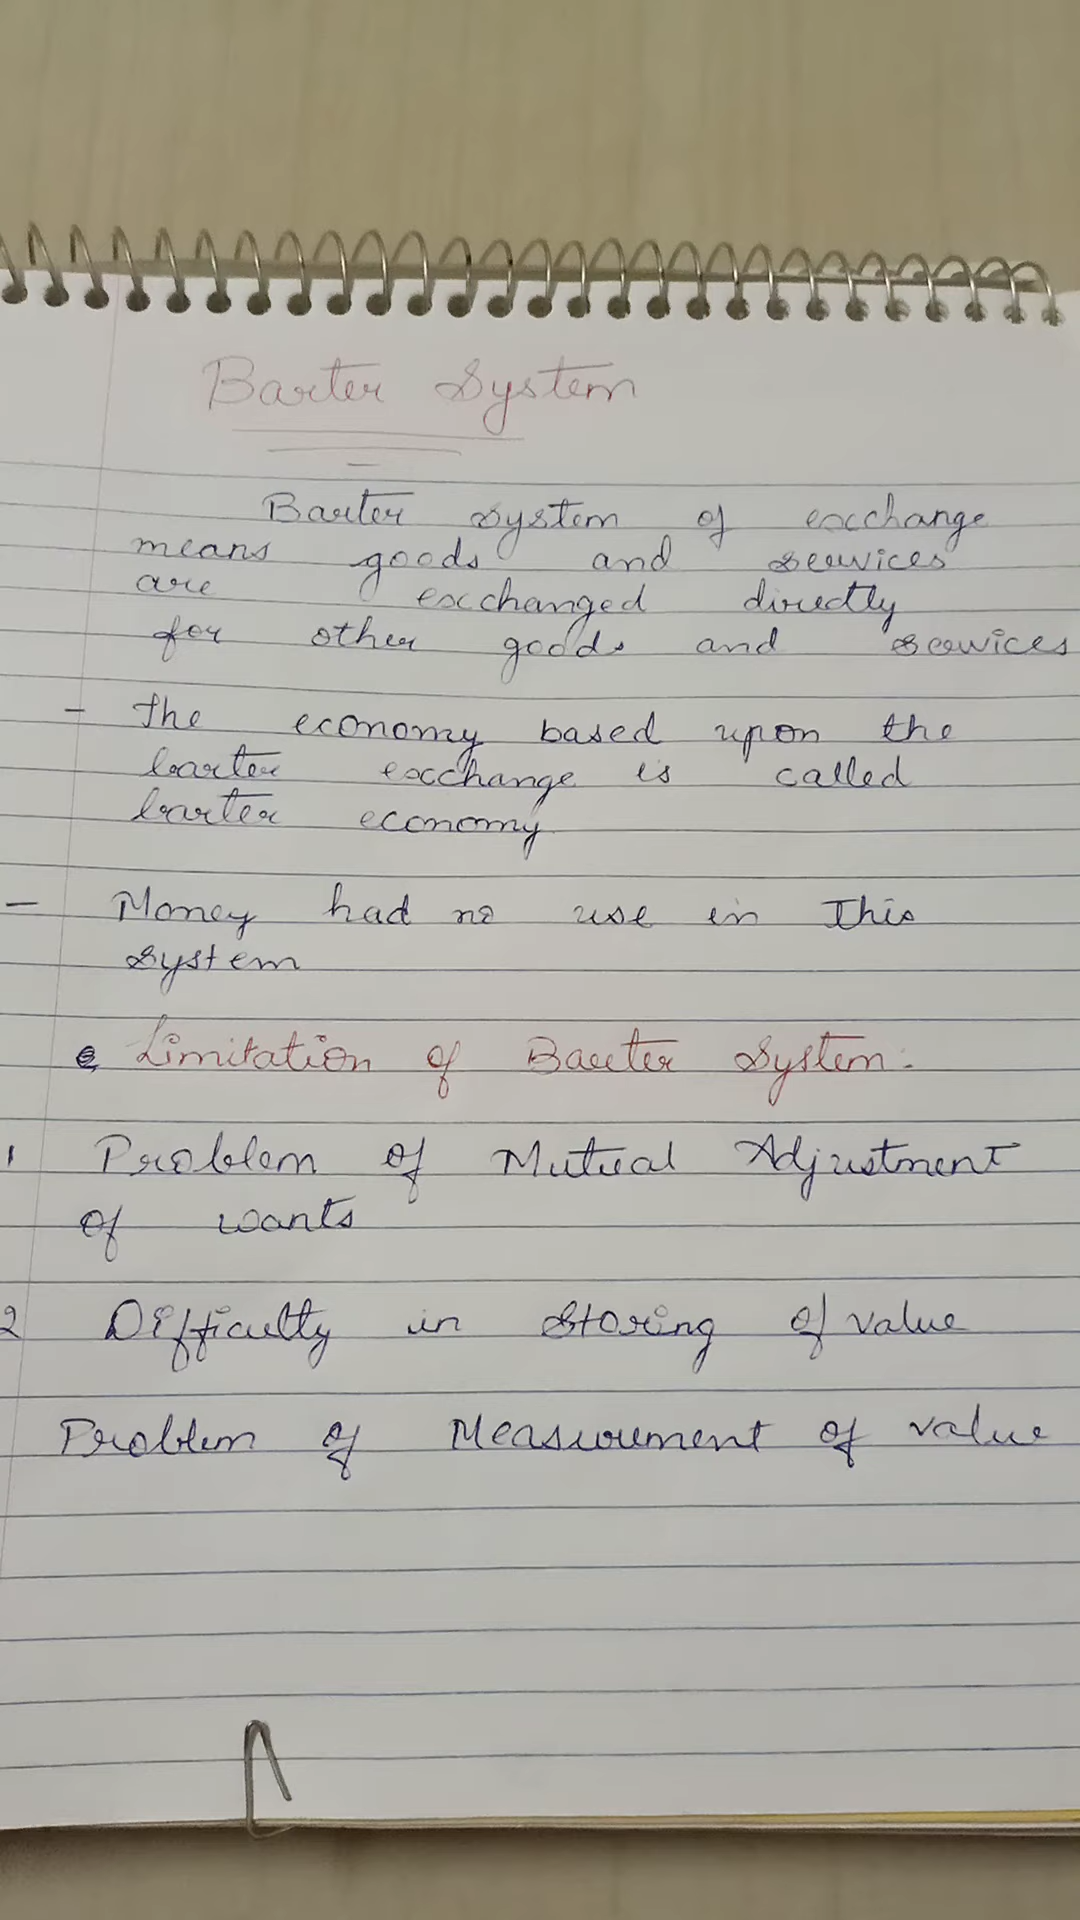 Barter System
Barter system of exchange
means goods and services
are exchanged directly
for other goods and services
- The economy based upon the
barter exchange is called
barter economy
- Money had no use in This
system
Limitation of Barter System.
1 Problem of Mutual Adjustment
of wants
2 Difficulty in Storing of value
Problem of Measurement of value